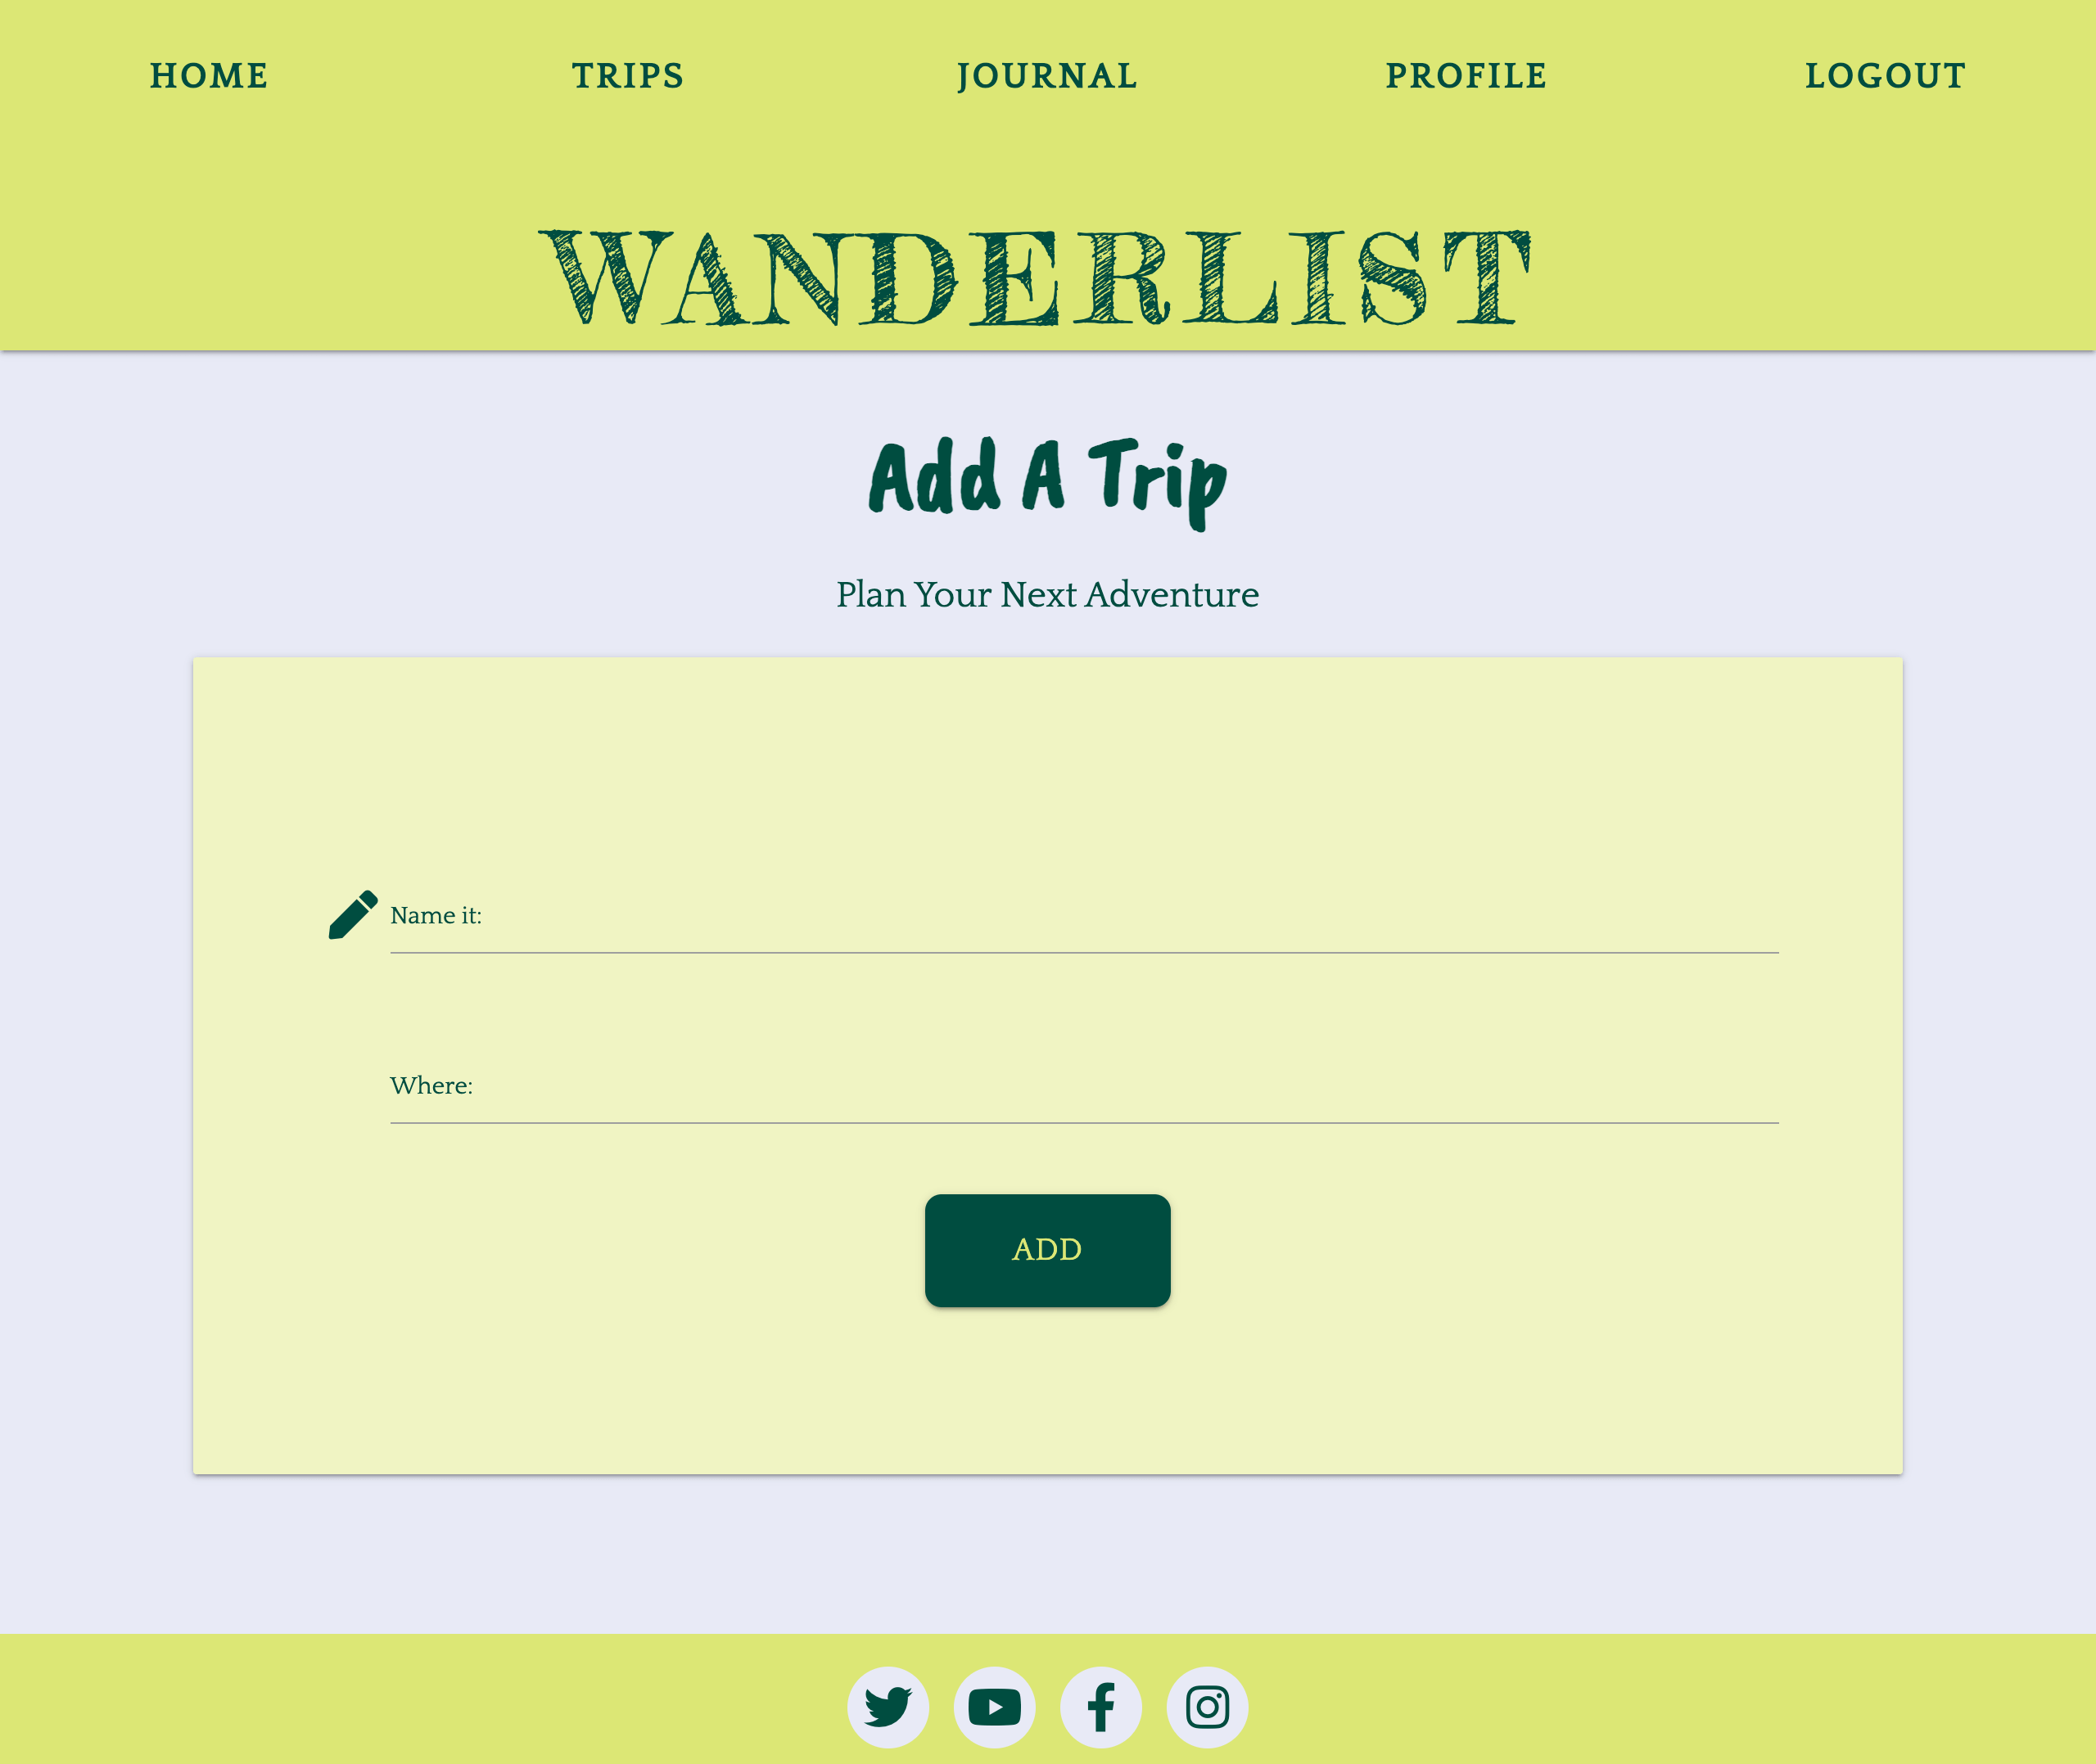 HOME TRIPS JOURNAL PROFILE LOGOUT
WANDERLIST
Add A Trip
Plan Your Next Adventure
Name it:
Where:
ADD